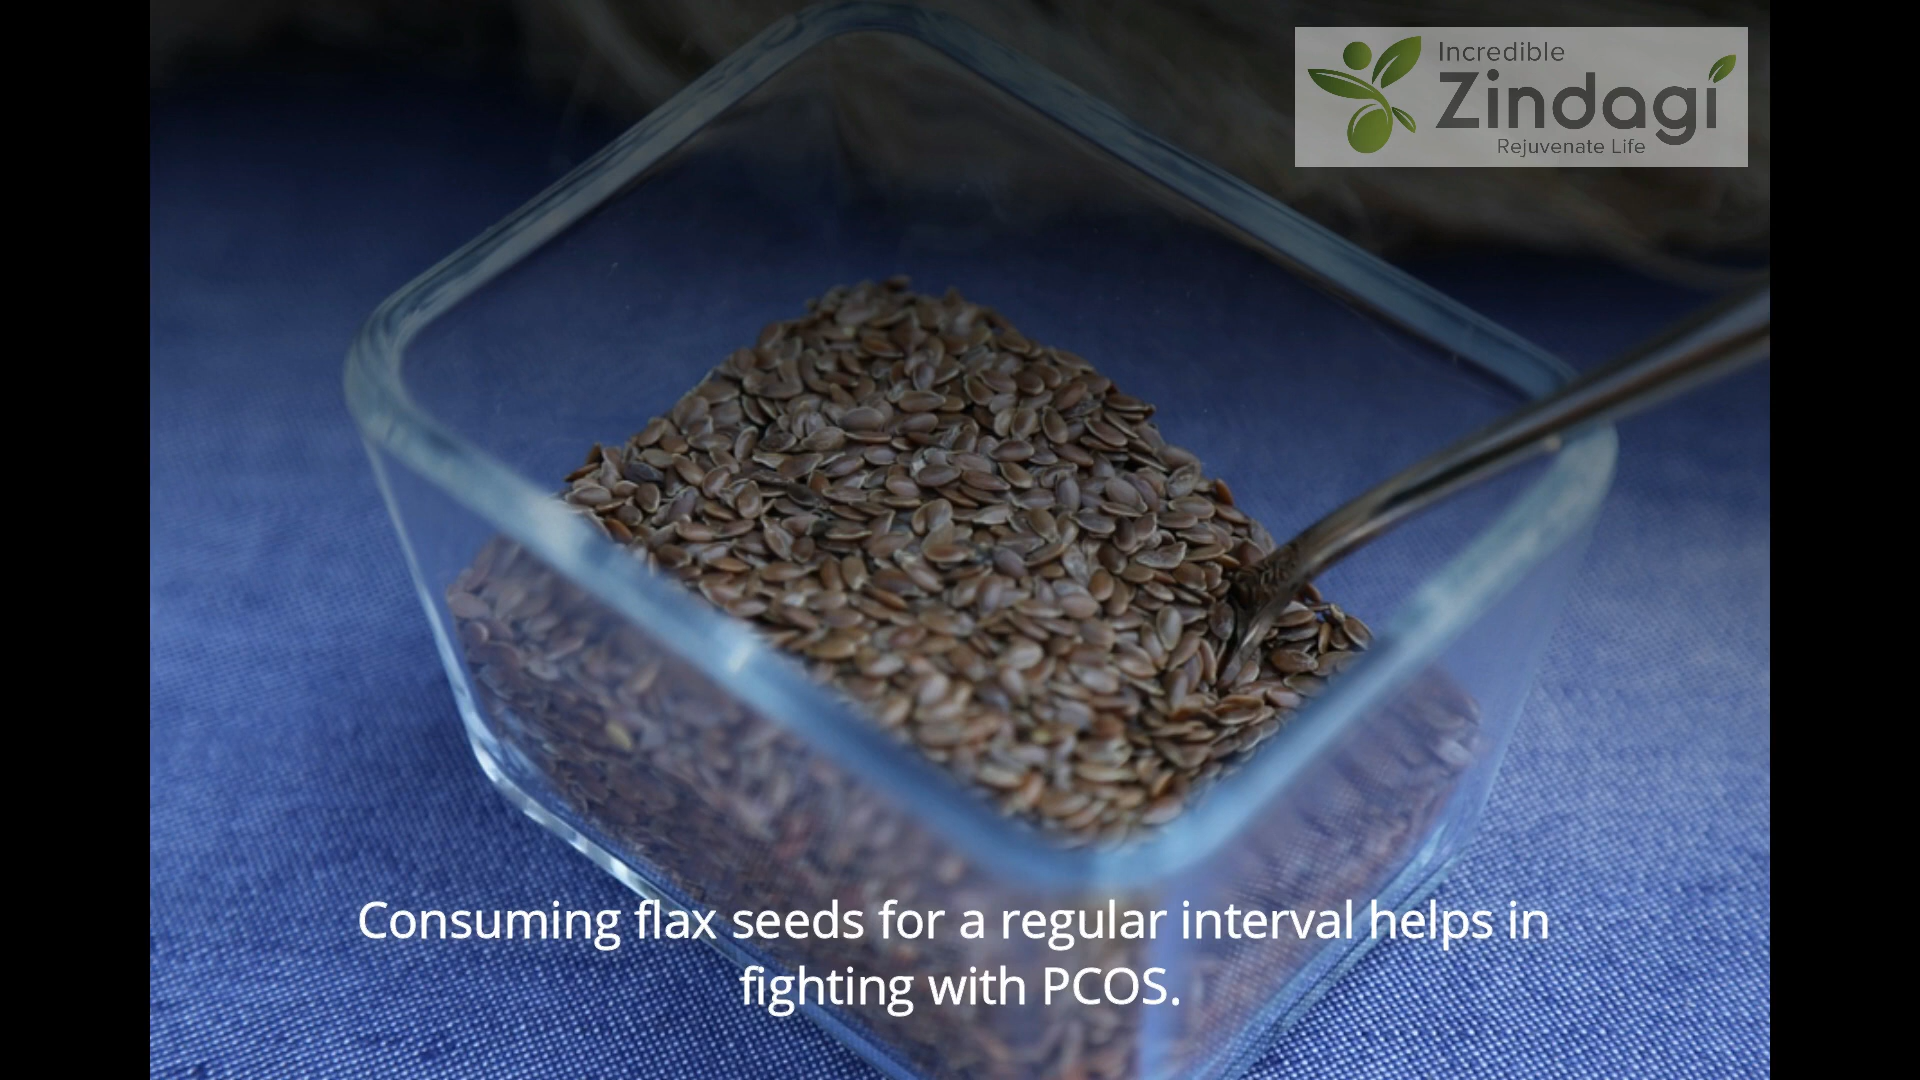 Incredible
Zindagi
Rejuvenate Life
Consuming flax seeds for a regular interval helps in
fighting with PCOS.